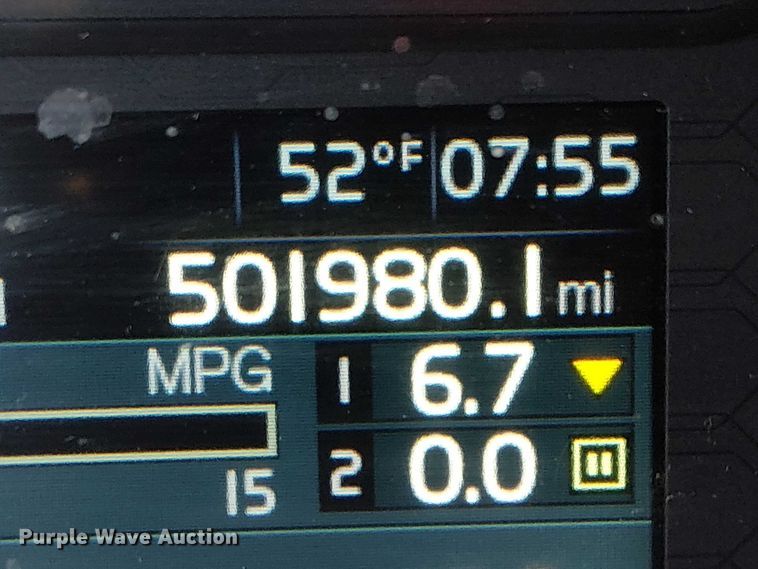 52°F 07:55
501980.1 mi
MPG 1 6.7
2 0.0
15
Purple Wave Auction